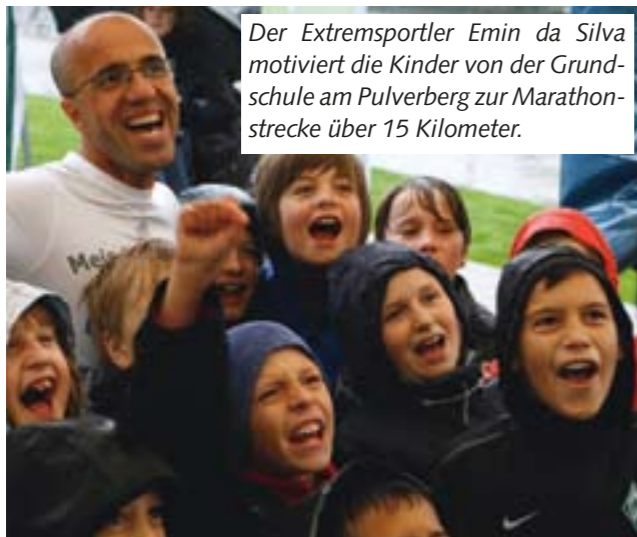 Der Extremsportler Emin da Silva
motiviert die Kinder von der Grund-
schule am Pulverberg zur Marathon-
strecke über 15 Kilometer.